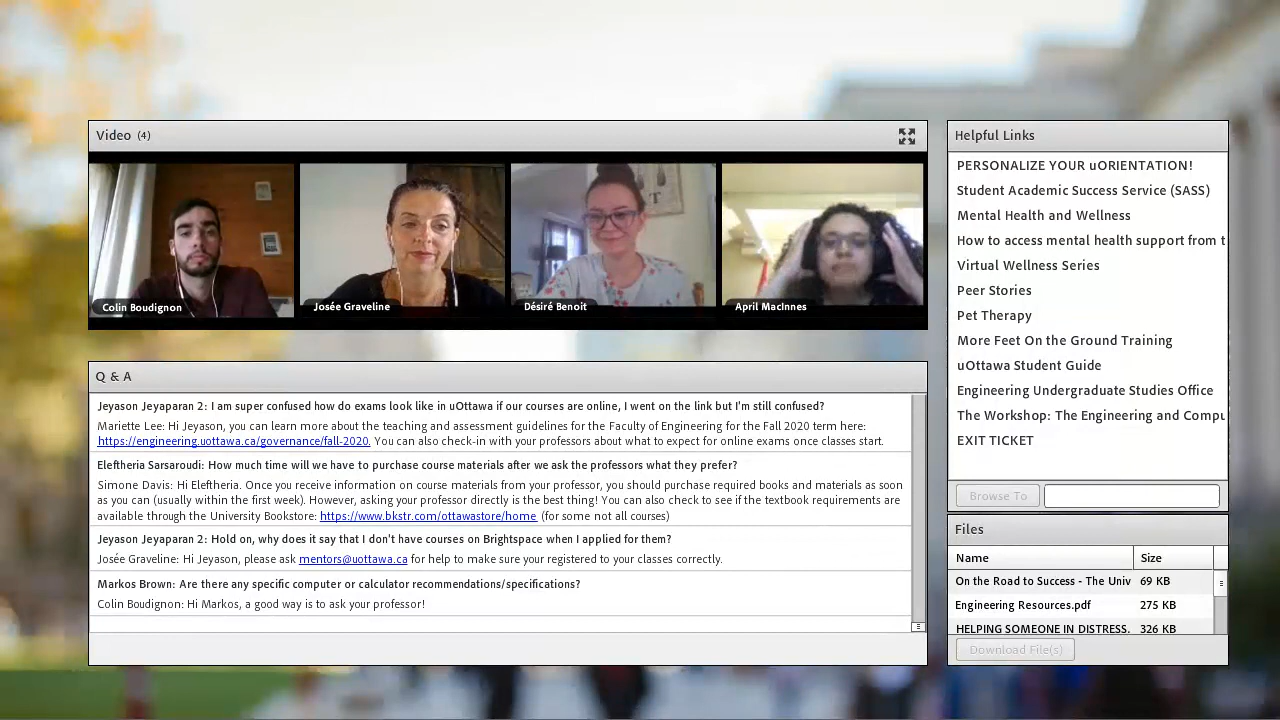 Video (4)
Colin Boudignon
Josée Graveline
Désiré Benoit
April MacInnes
Q & A
Jeyason Jeyaparan 2: I am super confused how do exams look like in uOttawa if our courses are online, I went on the link but I'm still confused?
Mariette Lee: Hi Jeyason, you can learn more about the teaching and assessment guidelines for the Faculty of Engineering for the Fall 2020 term here:
https://engineering.uottawa.ca/governance/fall-2020. You can also check-in with your professors about what to expect for online exams once classes start.
Eleftheria Sarsaroudi: How much time will we have to purchase course materials after we ask the professors what they prefer?
Simone Davis: Hi Eleftheria. Once you receive information on course materials from your professor, you should purchase required books and materials as soon
as you can (usually within the first week). However, asking your professor directly is the best thing! You can also check to see if the textbook requirements are
available through the University Bookstore: https://www.bkstr.com/ottawastore/home (for some not all courses)
Jeyason Jeyaparan 2: Hold on, why does it say that I don't have courses on Brightspace when I applied for them?
Josée Graveline: Hi Jeyason, please ask mentors@uottawa.ca for help to make sure your registered to your classes correctly.
Markos Brown: Are there any specific computer or calculator recommendations/specifications?
Colin Boudignon: Hi Markos, a good way is to ask your professor!
Helpful Links
PERSONALIZE YOUR uORIENTATION!
Student Academic Success Service (SASS)
Mental Health and Wellness
How to access mental health support from t
Virtual Wellness Series
Peer Stories
Pet Therapy
More Feet On the Ground Training
uOttawa Student Guide
Engineering Undergraduate Studies Office
The Workshop: The Engineering and Compu
EXIT TICKET
Browse To
Files
Name Size
On the Road to Success - The Univ 69 KB
Engineering Resources.pdf 275 KB
HELPING SOMEONE IN DISTRESS. 326 KB
Download File(s)